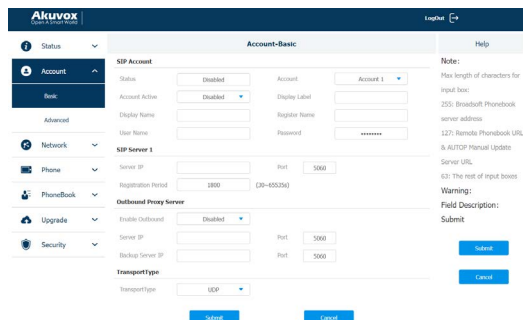 Akuvox
Open A Smart World
LogOut
Status
Account
Basic
Advanced
Network
Phone
PhoneBook
Upgrade
Security
Account-Basic
SIP Account
Status Disabled Account Account 1
Account Active Disabled Display Label
Display Name Register Name
User Name Password ********
SIP Server 1
Server IP Port 5060
Registration Period 1800 (30~65535s)
Outbound Proxy Server
Enable Outbound Disabled
Server IP Port 5060
Backup Server IP Port 5060
TransportType
TransportType UDP
Submit Cancel
Help
Note:
Max length of characters for
input box:
255: Broadsoft Phonebook
server address
127: Remote Phonebook URL
& AUTOP Manual Update
Server URL
63: The rest of input boxes
Warning:
Field Description:
Submit
Submit
Cancel